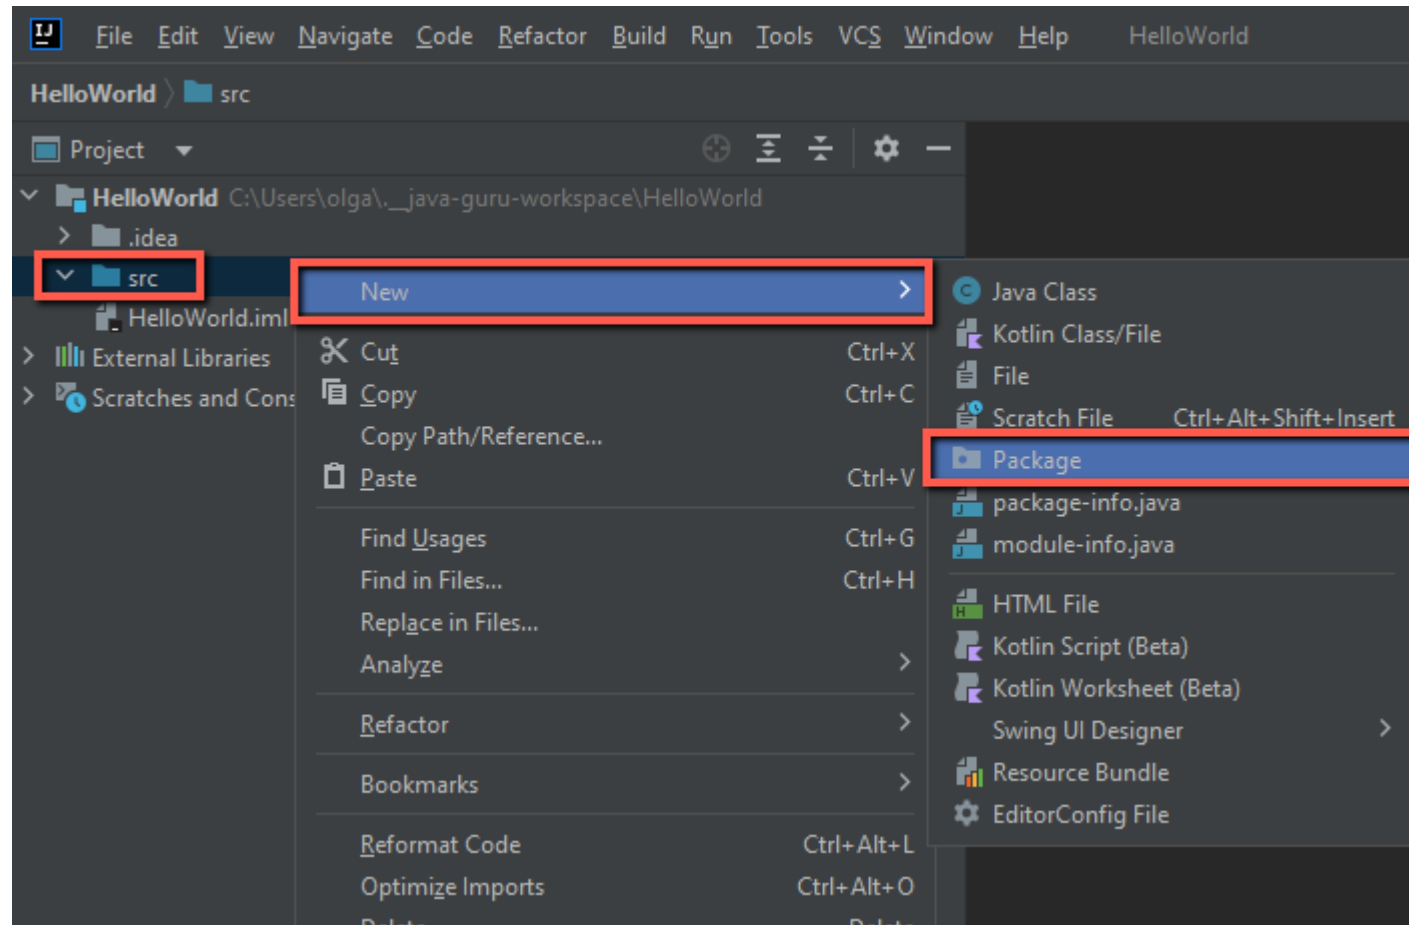 IJ File Edit View Navigate Code Refactor Build Run Tools VCS Window Help HelloWorld
HelloWorld src
Project
HelloWorld C:\Users\olga\.__java-guru-workspace\HelloWorld
.idea
src
HelloWorld.iml
External Libraries
Scratches and Cons
New
Cut Ctrl+X
Copy Ctrl+C
Copy Path/Reference...
Paste Ctrl+V
Find Usages Ctrl+G
Find in Files... Ctrl+H
Replace in Files...
Analyze
Refactor
Bookmarks
Reformat Code Ctrl+Alt+L
Optimize Imports Ctrl+Alt+O
Delete Delete
Java Class
Kotlin Class/File
File
Scratch File Ctrl+Alt+Shift+Insert
Package
package-info.java
module-info.java
HTML File
Kotlin Script (Beta)
Kotlin Worksheet (Beta)
Swing UI Designer
Resource Bundle
EditorConfig File